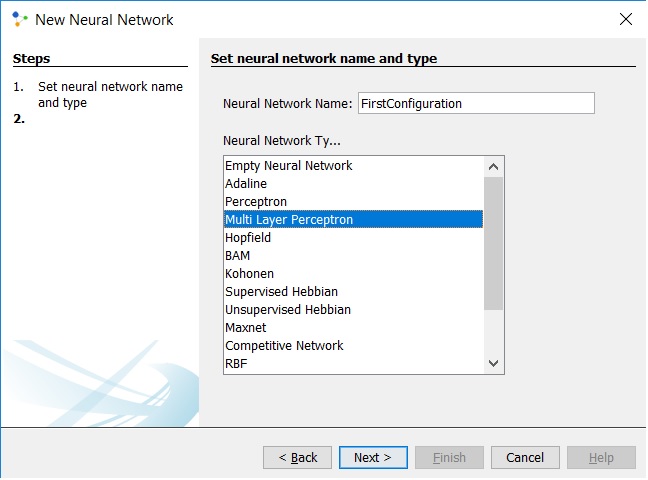 New Neural Network
Steps
1. Set neural network name
and type
2.
Set neural network name and type
Neural Network Name: FirstConfiguration
Neural Network Ty...
Empty Neural Network
Adaline
Perceptron
Multi Layer Perceptron
Hopfield
BAM
Kohonen
Supervised Hebbian
Unsupervised Hebbian
Maxnet
Competitive Network
RBF
< Back Next > Finish Cancel Help